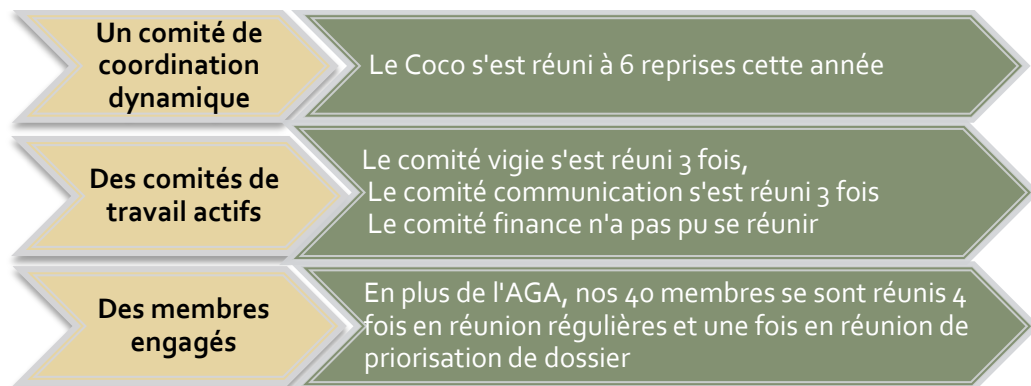 Un comité de
coordination
dynamique
Le Coco s'est réuni à 6 reprises cette année
Des comités de
travail actifs
Le comité vigie s'est réuni 3 fois,
Le comité communication s'est réuni 3 fois
Le comité finance n'a pas pu se réunir
Des membres
engagés
En plus de l'AGA, nos 40 membres se sont réunis 4
fois en réunion régulières et une fois en réunion de
priorisation de dossier